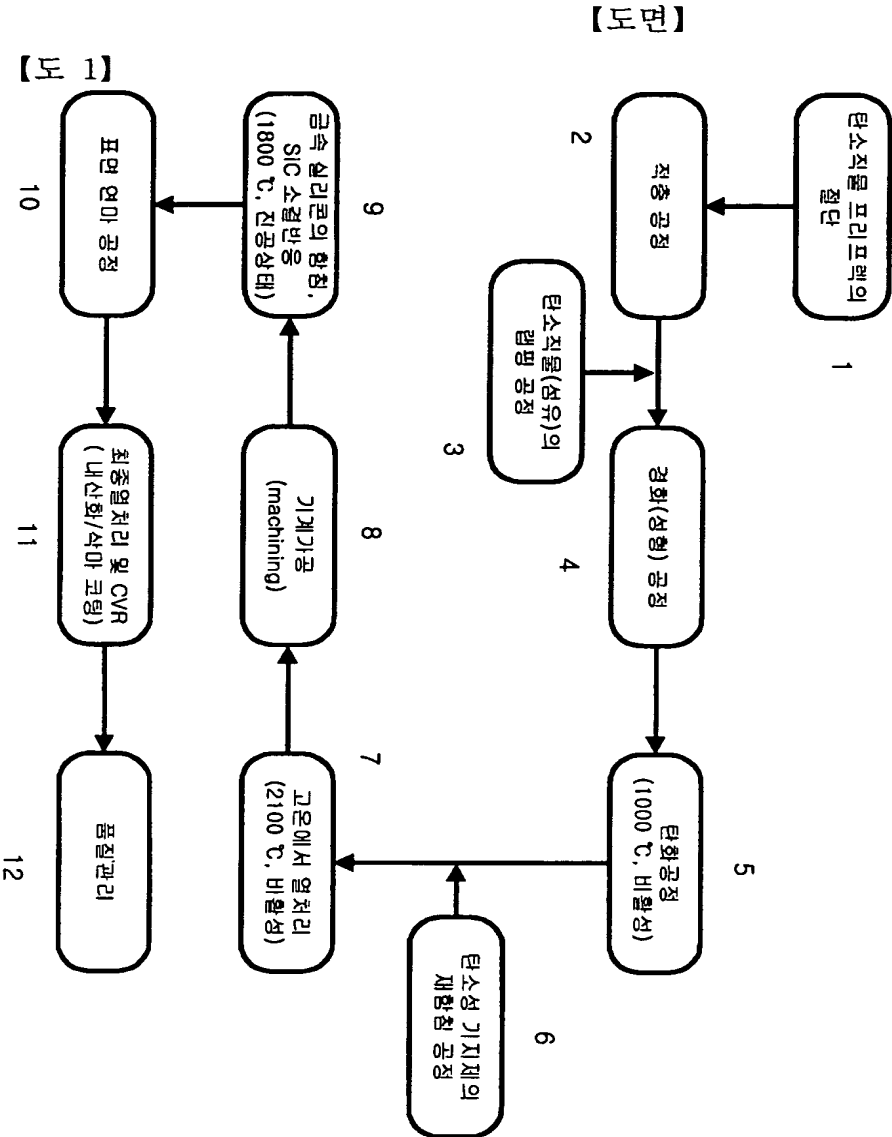 【도면】
【도 1】
탄소직물 프리프렉의
절단
1
적층 공정
2
탄소직물(섬유)의
랩핑 공정
3
경화(성형) 공정
4
탄화공정
(1000 ℃, 비활성)
5
탄소성 기지재의
재함침 공정
6
고온에서 열처리
(2100 ℃, 비활성)
7
기계가공
(machining)
8
금속 실리콘의 함침,
SIC 소결반응
(1800 ℃, 진공상태)
9
표면 연마 공정
10
최종열처리 및 CVR
(내산화/삭마 코팅)
11
품질관리
12